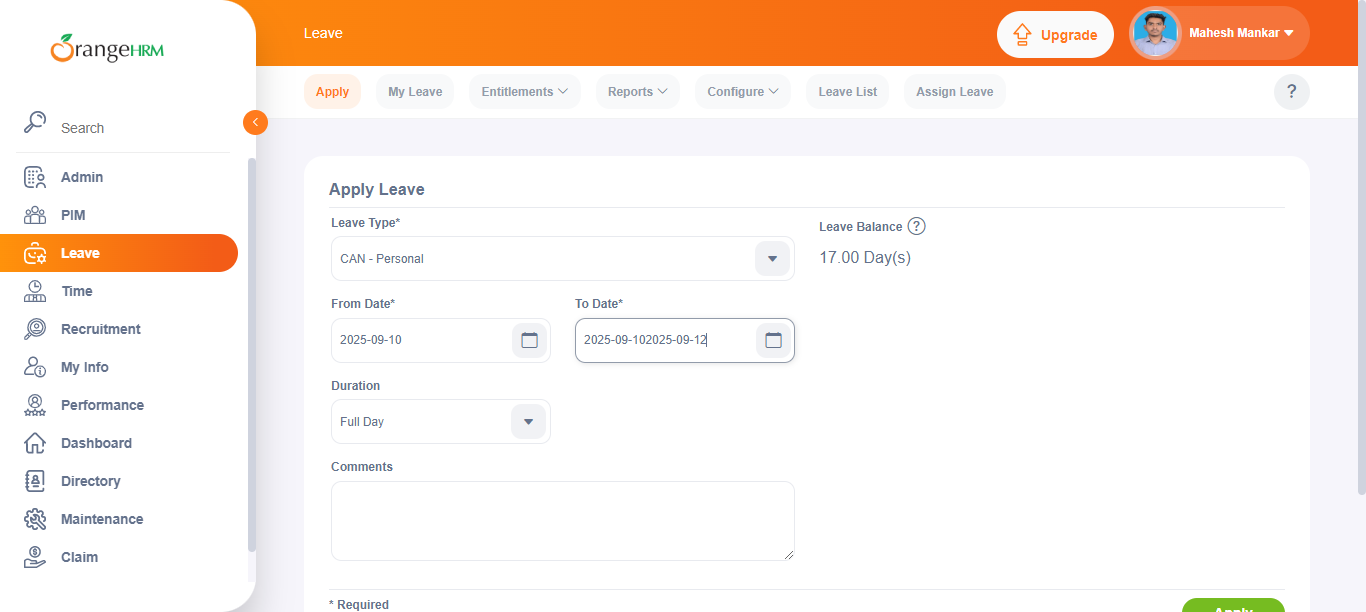 OrangeHRM
Search
Admin
PIM
Leave
Time
Recruitment
My Info
Performance
Dashboard
Directory
Maintenance
Claim
Leave
Upgrade
Mahesh Mankar
Apply
My Leave
Entitlements
Reports
Configure
Leave List
Assign Leave
?
Apply Leave
Leave Type*
CAN - Personal
Leave Balance ?
17.00 Day(s)
From Date*
2025-09-10
To Date*
2025-09-102025-09-12
Duration
Full Day
Comments
* Required
Apply